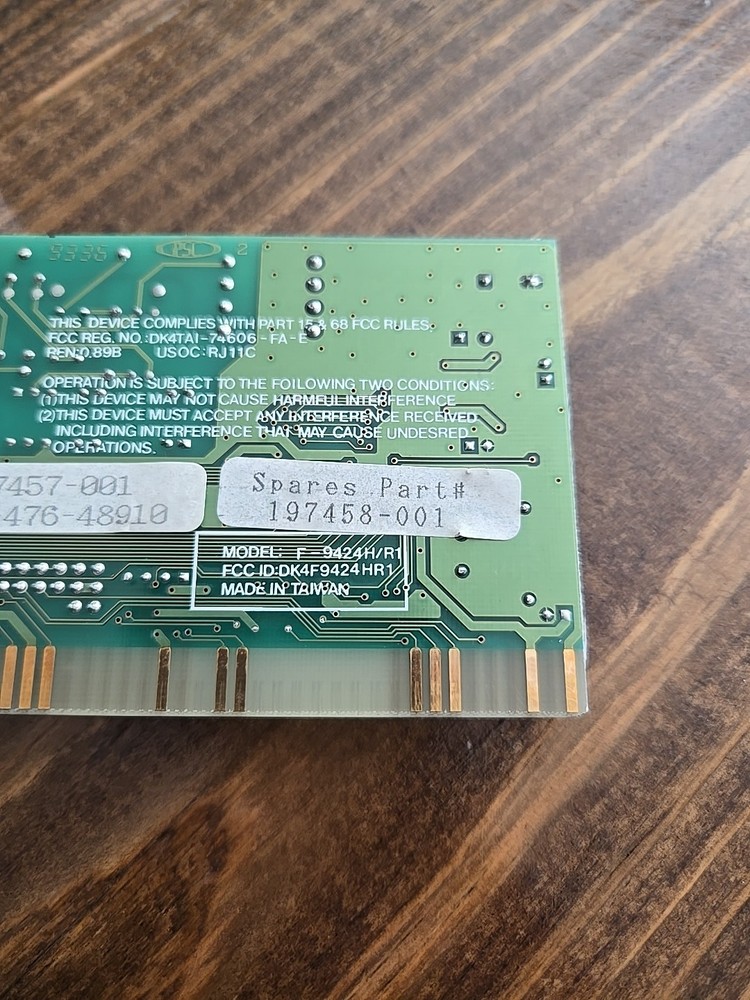 9336 PSL 2
THIS DEVICE COMPLIES WITH PART 15 & 68 FCC RULES.
FCC REG. NO.:DK4TAI-74606-FA-E
REN:0.89B USOC:RJ11C
OPERATION IS SUBJECT TO THE FOLLOWING TWO CONDITIONS:
(1)THIS DEVICE MAY NOT CAUSE HARMFUL INTERFERENCE
(2)THIS DEVICE MUST ACCEPT ANY INTERFERENCE RECEIVED
INCLUDING INTERFERENCE THAT MAY CAUSE UNDESRED
OPERATIONS.
7457-001
476-48910
Spares Part#
197458-001
MODEL: F-9424H/R1
FCC ID:DK4F9424HR1
MADE IN TAIWAN